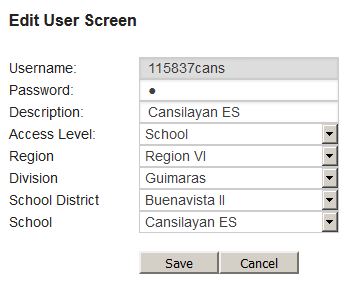 Edit User Screen
Username: 115837cans
Password: ●
Description: Cansilayan ES
Access Level: School
Region Region VI
Division Guimaras
School District Buenavista II
School Cansilayan ES
Save Cancel